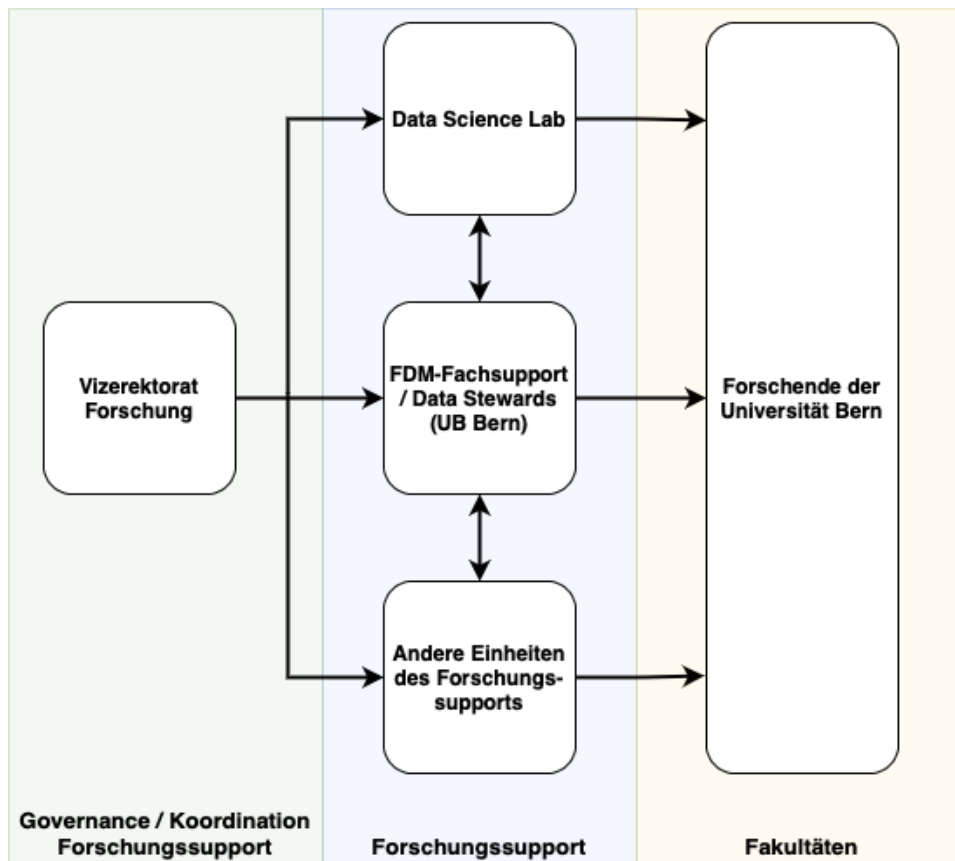 Data Science Lab
Vizerektorat
Forschung
FDM-Fachsupport
/ Data Stewards
(UB Bern)
Forschende der
Universität Bern
Andere Einheiten
des Forschungs-
supports
Governance / Koordination
Forschungssupport
Forschungssupport
Fakultäten